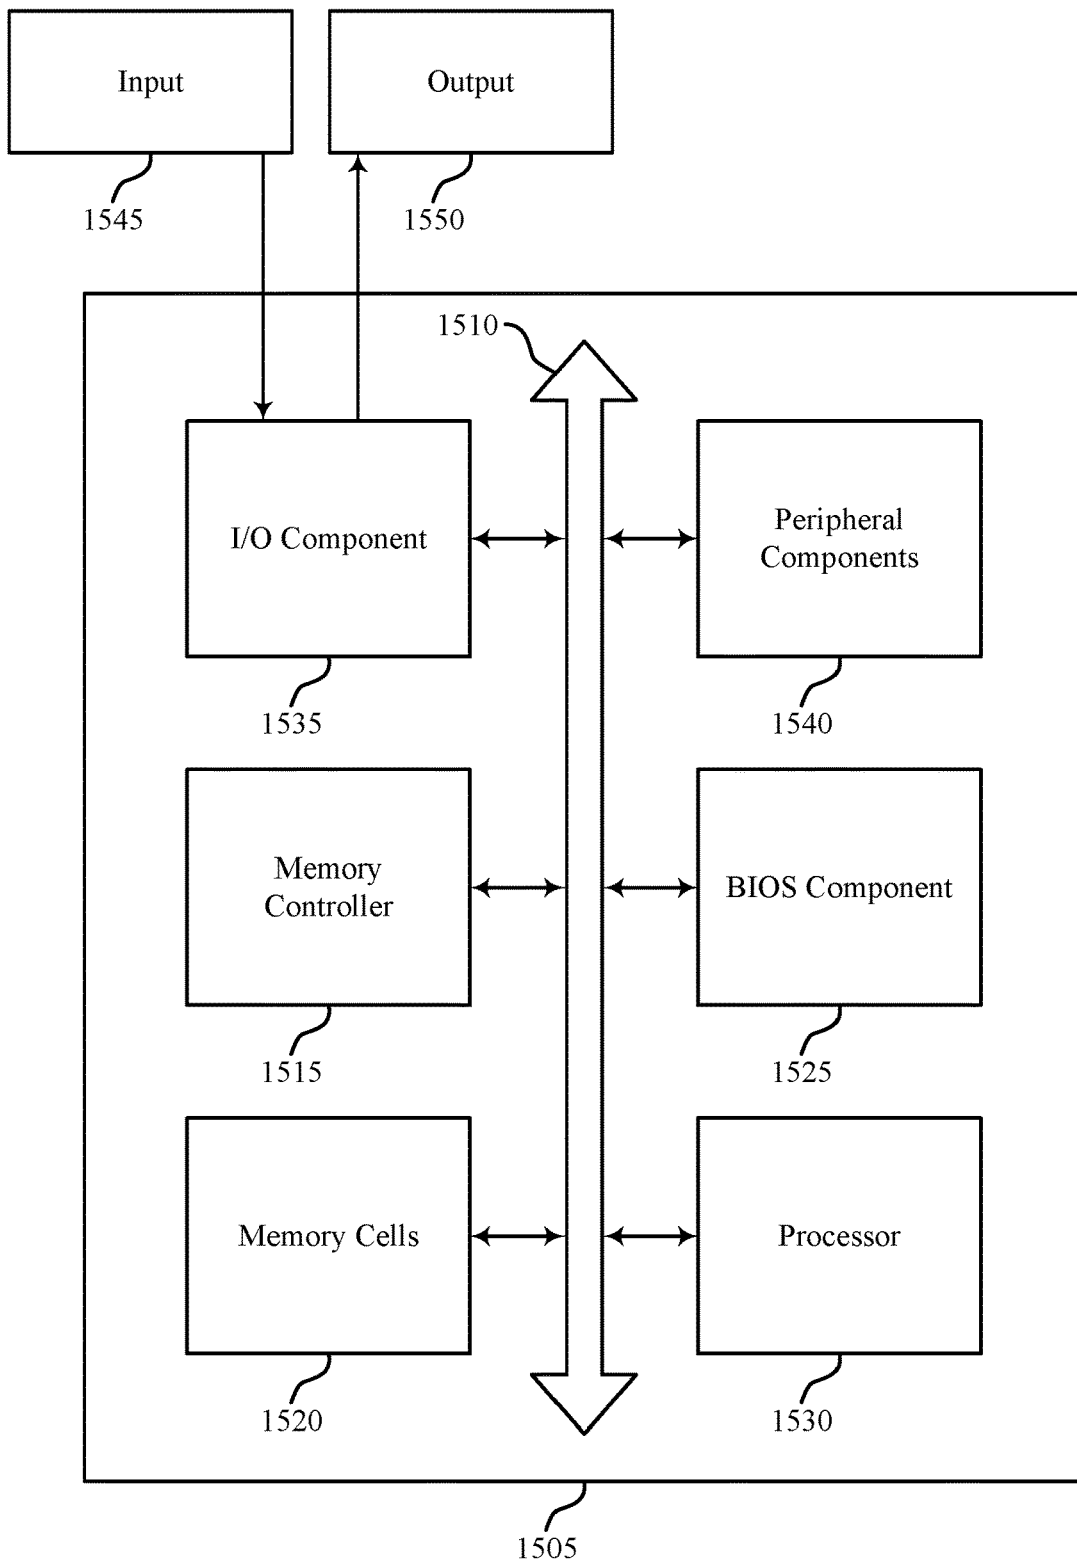 Input
Output
1545
1550
1510
I/O Component
Peripheral
Components
1535
1540
Memory
Controller
BIOS Component
1515
1525
Memory Cells
Processor
1520
1530
1505